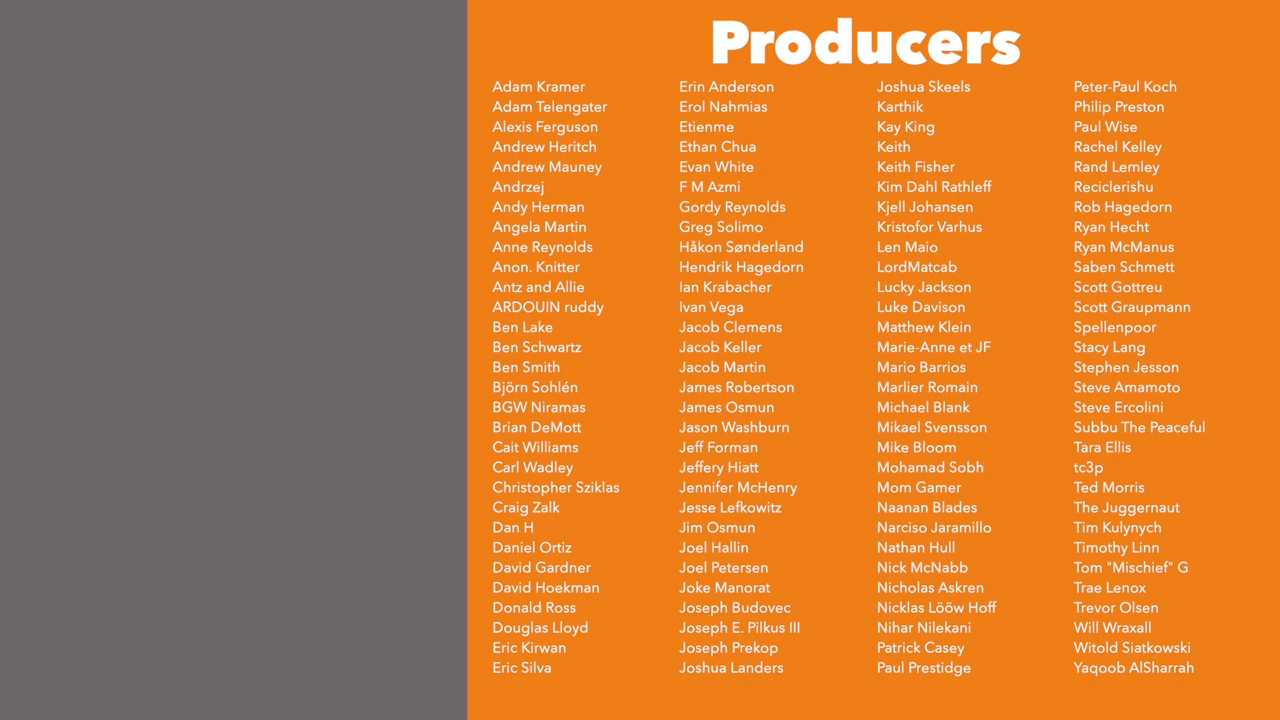 Producers
Adam Kramer
Adam Telengater
Alexis Ferguson
Andrew Heritch
Andrew Mauney
Andrzej
Andy Herman
Angela Martin
Anne Reynolds
Anon. Knitter
Antz and Allie
ARDOUIN ruddy
Ben Lake
Ben Schwartz
Ben Smith
Björn Sohlén
BGW Niramas
Brian DeMott
Cait Williams
Carl Wadley
Christopher Sziklas
Craig Zalk
Dan H
Daniel Ortiz
David Gardner
David Hoekman
Donald Ross
Douglas Lloyd
Eric Kirwan
Eric Silva
Erin Anderson
Erol Nahmias
Etienme
Ethan Chua
Evan White
F M Azmi
Gordy Reynolds
Greg Solimo
Håkon Sønderland
Hendrik Hagedorn
Ian Krabacher
Ivan Vega
Jacob Clemens
Jacob Keller
Jacob Martin
James Robertson
James Osmun
Jason Washburn
Jeff Forman
Jeffery Hiatt
Jennifer McHenry
Jesse Lefkowitz
Jim Osmun
Joel Hallin
Joel Petersen
Joke Manorat
Joseph Budovec
Joseph E. Pilkus III
Joseph Prekop
Joshua Landers
Joshua Skeels
Karthik
Kay King
Keith
Keith Fisher
Kim Dahl Rathleff
Kjell Johansen
Kristofor Varhus
Len Maio
LordMatcab
Lucky Jackson
Luke Davison
Matthew Klein
Marie-Anne et JF
Mario Barrios
Marlier Romain
Michael Blank
Mikael Svensson
Mike Bloom
Mohamad Sobh
Mom Gamer
Naanan Blades
Narciso Jaramillo
Nathan Hull
Nick McNabb
Nicholas Askren
Nicklas Lööw Hoff
Nihar Nilekani
Patrick Casey
Paul Prestidge
Peter-Paul Koch
Philip Preston
Paul Wise
Rachel Kelley
Rand Lemley
Reciclerishu
Rob Hagedorn
Ryan Hecht
Ryan McManus
Saben Schmett
Scott Gottreu
Scott Graupmann
Spellenpoor
Stacy Lang
Stephen Jesson
Steve Amamoto
Steve Ercolini
Subbu The Peaceful
Tara Ellis
tc3p
Ted Morris
The Juggernaut
Tim Kulynych
Timothy Linn
Tom "Mischief" G
Trae Lenox
Trevor Olsen
Will Wraxall
Witold Siatkowski
Yaqoob AlSharrah